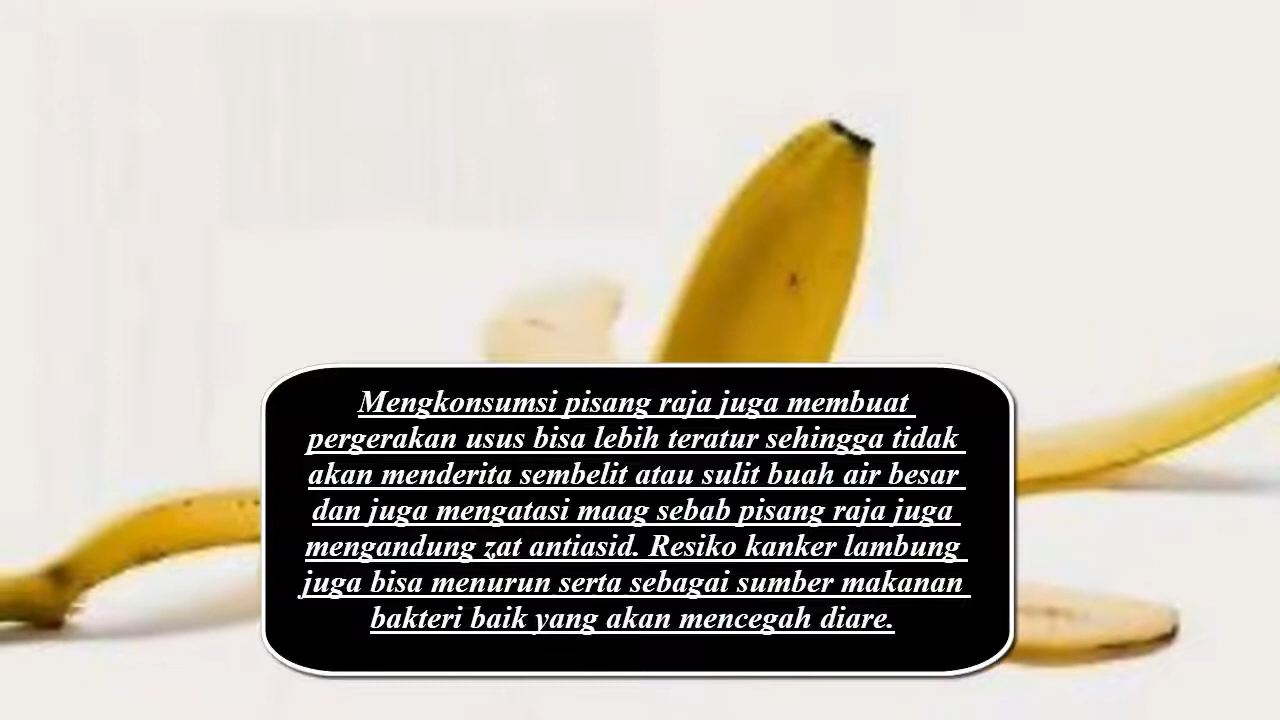 Mengkonsumsi pisang raja juga membuat
pergerakan usus bisa lebih teratur sehingga tidak
akan menderita sembelit atau sulit buah air besar
dan juga mengatasi maag sebab pisang raja juga
mengandung zat antiasid. Resiko kanker lambung
juga bisa menurun serta sebagai sumber makanan
bakteri baik yang akan mencegah diare.